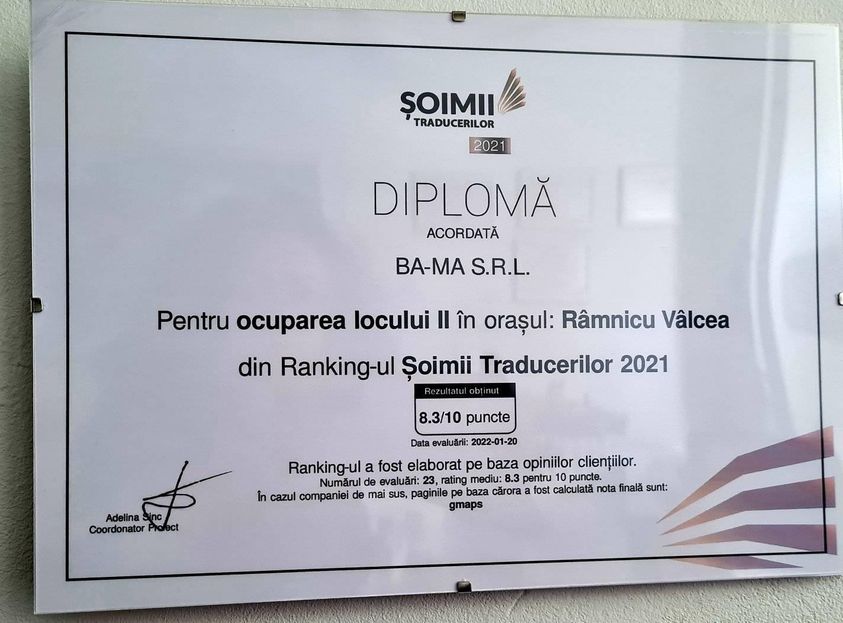 ȘOIMII
TRADUCERILOR
2021
DIPLOMĂ
ACORDATĂ
BA-MA S.R.L.
Pentru ocuparea locului II în orașul: Râmnicu Vâlcea
din Ranking-ul Șoimii Traducerilor 2021
Rezultatul obținut
8.3/10 puncte
Data evaluării: 2022-01-20
Ranking-ul a fost elaborat pe baza opiniilor cliențiilor.
Numărul de evaluări: 23, rating mediu: 8.3 pentru 10 puncte.
În cazul companiei de mai sus, paginile pe baza cărora a fost calculată nota finală sunt:
gmaps
Adelina Sinc
Coordonator Proiect